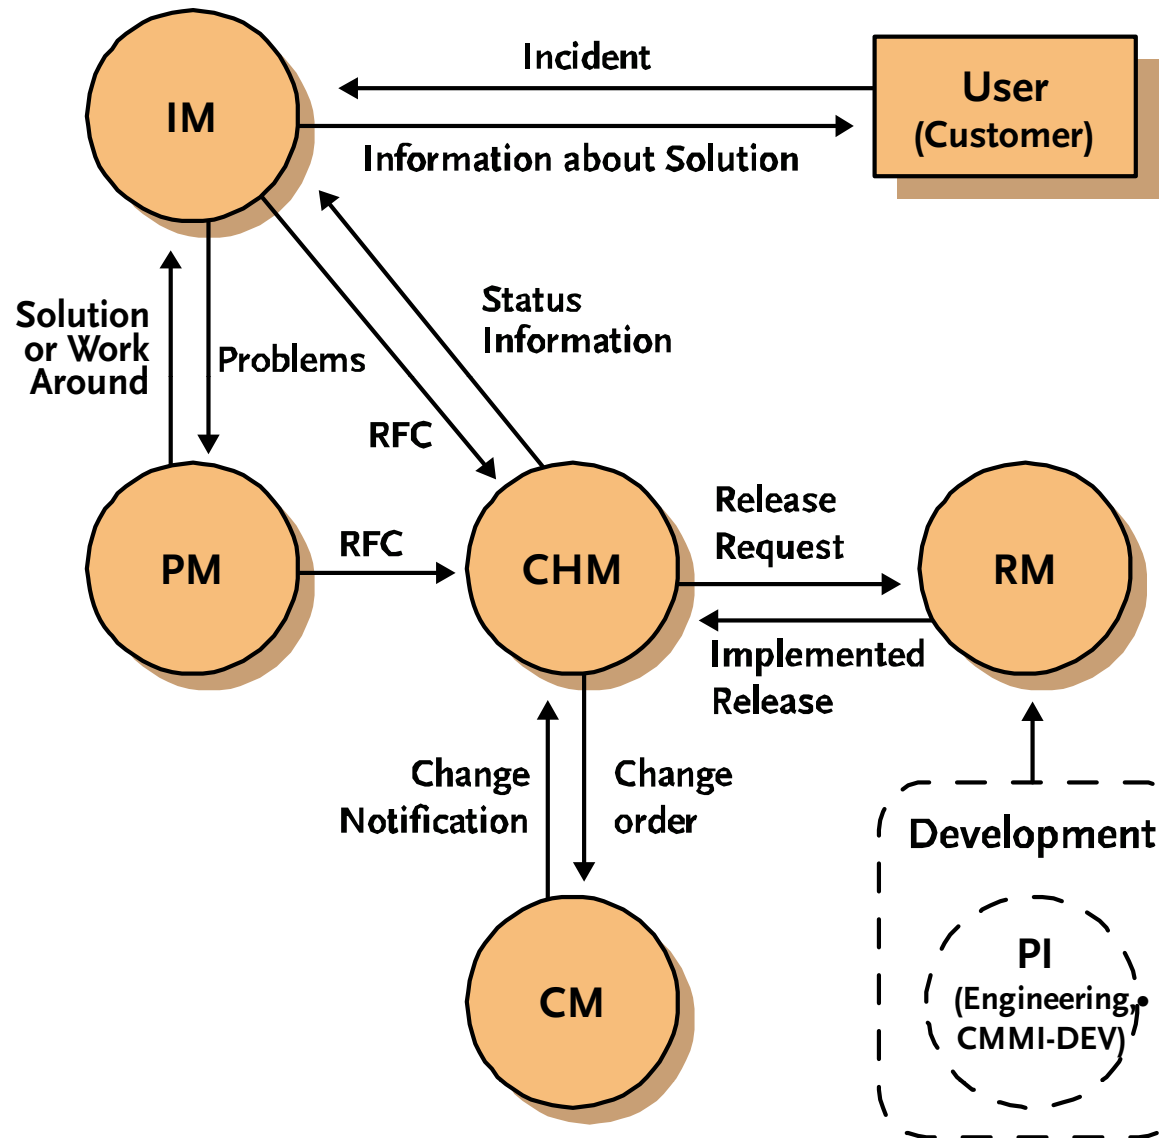 Incident
User
(Customer)
IM
Information about Solution
Status
Information
Solution
or Work
Around
Problems
RFC
PM
RFC
CHM
Release
Request
RM
Implemented
Release
Change
Notification
Change
order
Development
CM
PI
(Engineering,
CMMI-DEV)